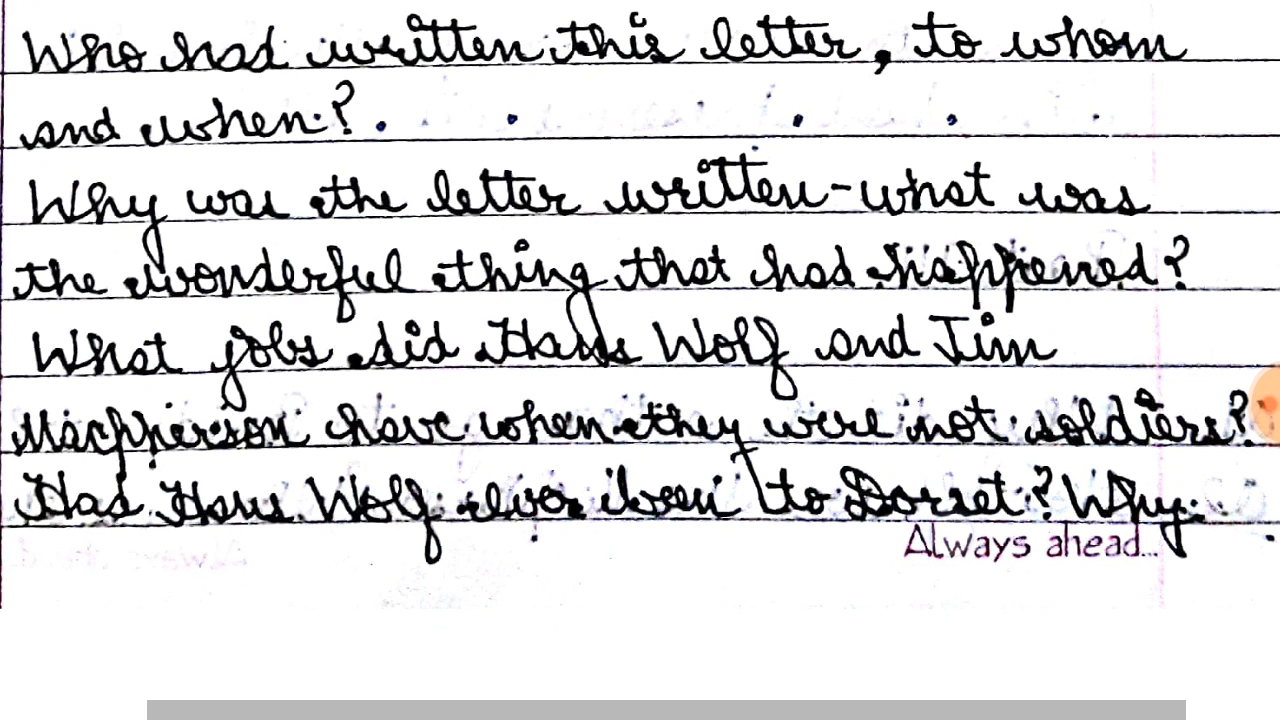 Who had written this letter, to whom
and when?.
Why was the letter written-what was
the wonderful thing that had happened?
What jobs did Hans Wolf and Jim
Macpherson have when they were not soldiers?
Had Hans Wolf ever been to Dorset? Why
Always ahead...